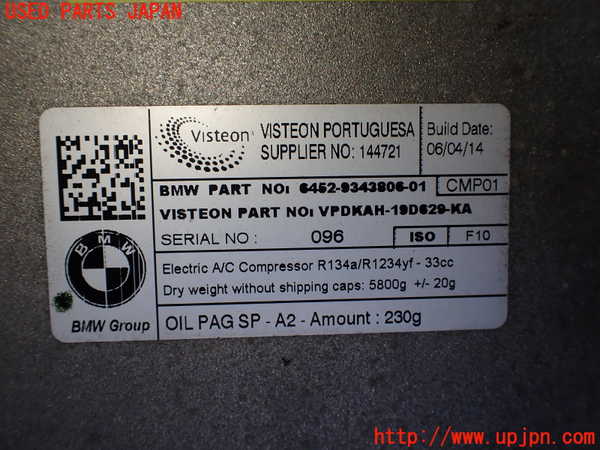 USED PARTS JAPAN
Visteon
VISTEON PORTUGUESA
SUPPLIER NO: 144721
Build Date:
06/04/14
BMW PART NO: 6452-9343806-01
CMP01
VISTEON PART NO: VPDKAH-19D629-KA
SERIAL NO : 096
ISO
F10
BMW
BMW Group
Electric A/C Compressor R134a/R1234yf - 33cc
Dry weight without shipping caps: 5800g +/- 20g
OIL PAG SP - A2 - Amount : 230g
http://www.upjpn.com/